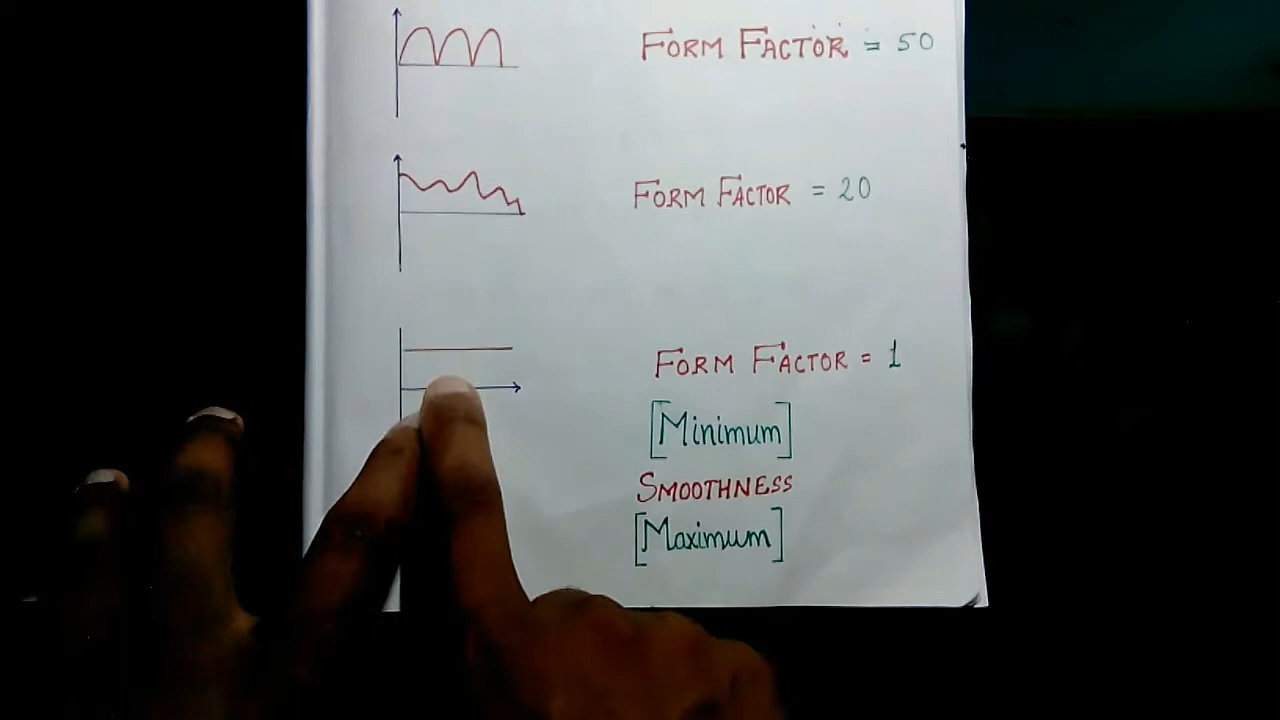 FORM FACTOR = 50
FORM FACTOR = 20
FORM FACTOR = 1
[Minimum]
SMOOTHNESS
[Maximum]